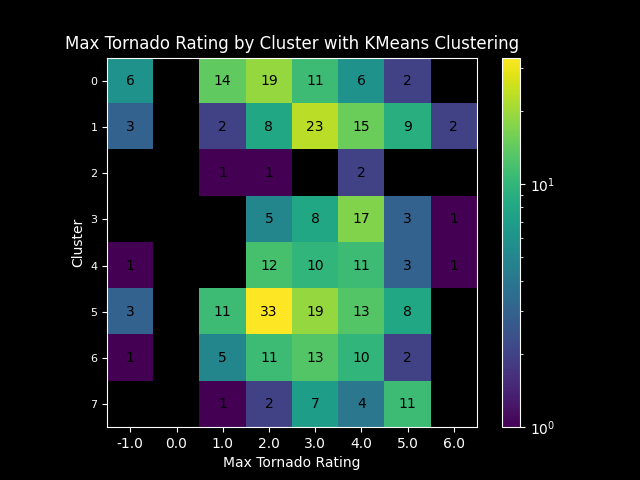 Max Tornado Rating by Cluster with KMeans Clustering
0 6 14 19 11 6 2
1 3 2 8 23 15 9 2
2 1 1 2
3 5 8 17 3 1
4 1 12 10 11 3 1
5 3 11 33 19 13 8
6 1 5 11 13 10 2
7 1 2 7 4 11
-1.0 0.0 1.0 2.0 3.0 4.0 5.0 6.0
Max Tornado Rating
Cluster
10¹
10⁰